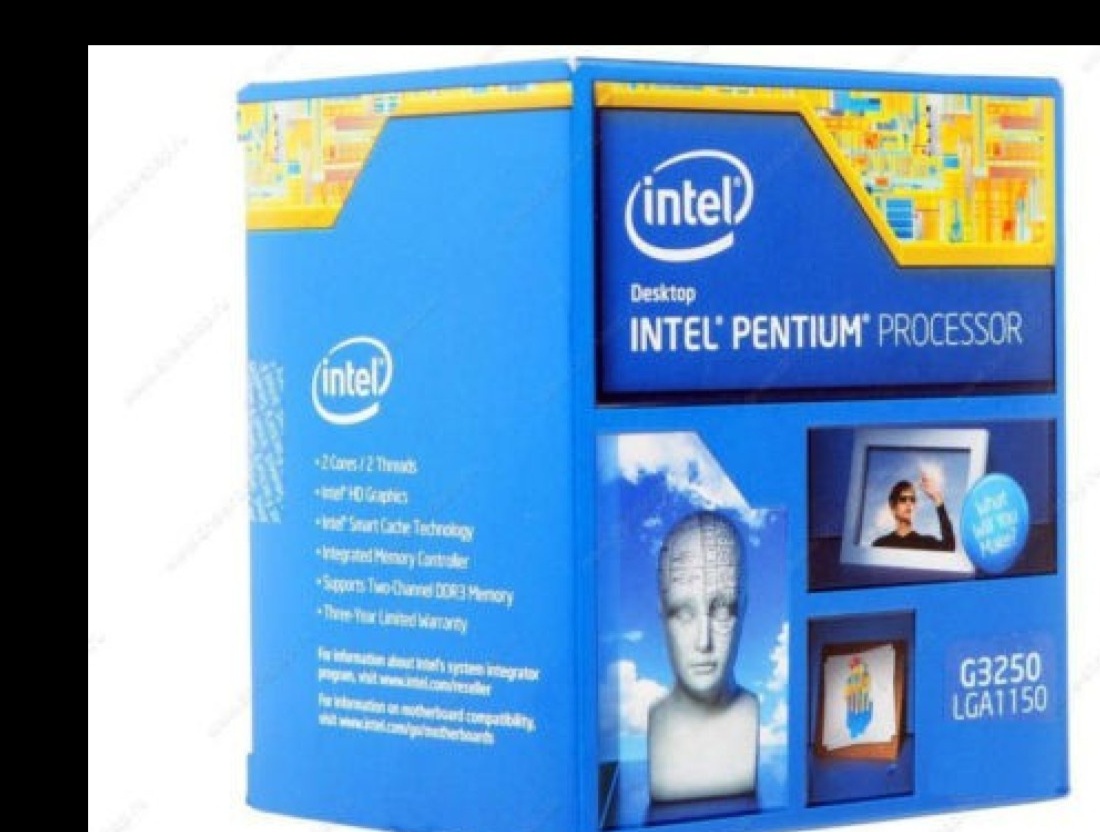 intel®
• 2 Cores / 2 Threads
• Intel® HD Graphics
• Intel® Smart Cache Technology
• Integrated Memory Controller
• Supports Two-Channel DDR3 Memory
• Three-Year Limited Warranty
For information about Intel's system integrator
program, visit www.intel.com/reseller
For information on motherboard compatibility,
visit www.intel.com/go/motherboards
intel®
Desktop
INTEL® PENTIUM® PROCESSOR
What
Will You
Make?
G3250
LGA1150